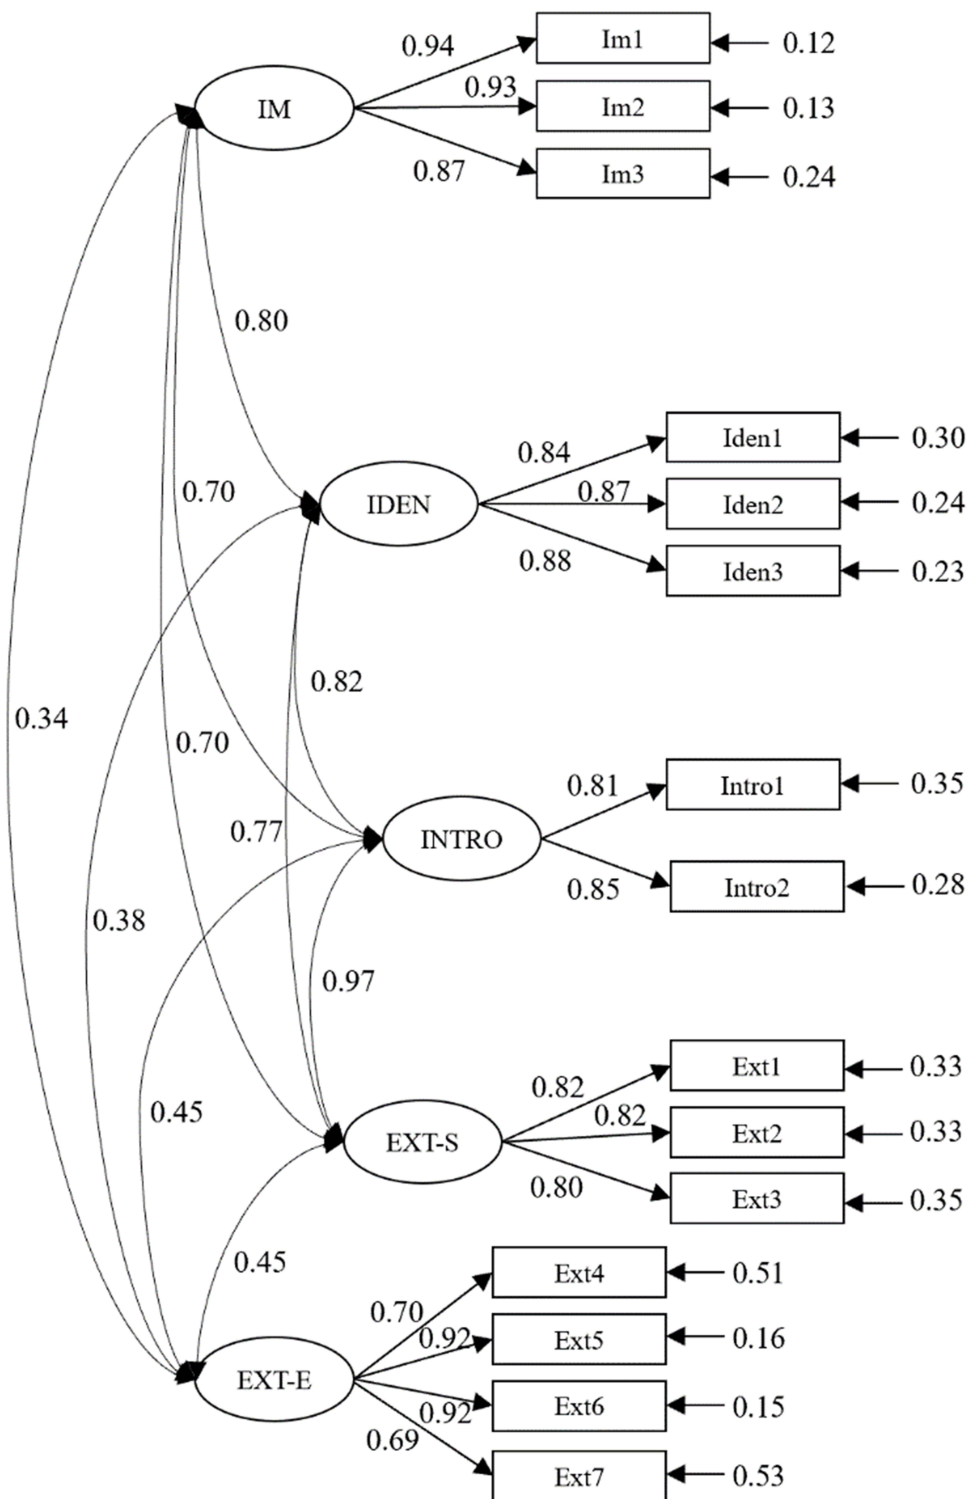 0.94 Im1 0.12
IM 0.93 Im2 0.13
0.87 Im3 0.24
0.80
0.84 Iden1 0.30
0.70 IDEN 0.87 Iden2 0.24
0.88 Iden3 0.23
0.82
0.34
0.70
0.81 Intro1 0.35
0.77 INTRO
0.85 Intro2 0.28
0.38
0.97
0.82 Ext1 0.33
0.45 EXT-S 0.82 Ext2 0.33
0.80 Ext3 0.35
0.45 Ext4 0.51
0.70
0.92 Ext5 0.16
EXT-E 0.92 Ext6 0.15
0.69 Ext7 0.53